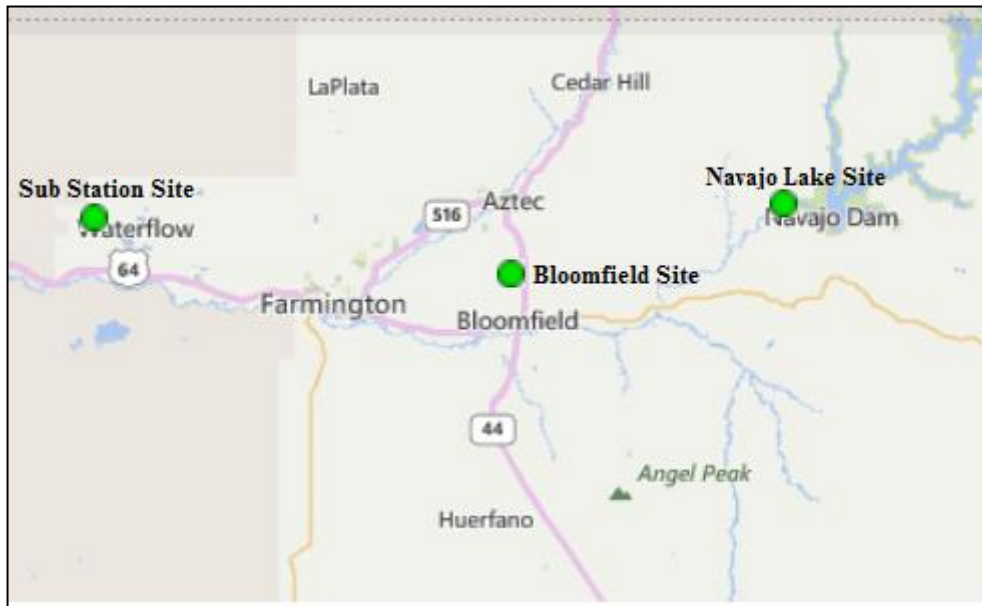 LaPlata
Cedar Hill
Sub Station Site
Navajo Lake Site
Waterflow
516
Aztec
Navajo Dam
64
Bloomfield Site
Farmington
Bloomfield
44
Angel Peak
Huerfano